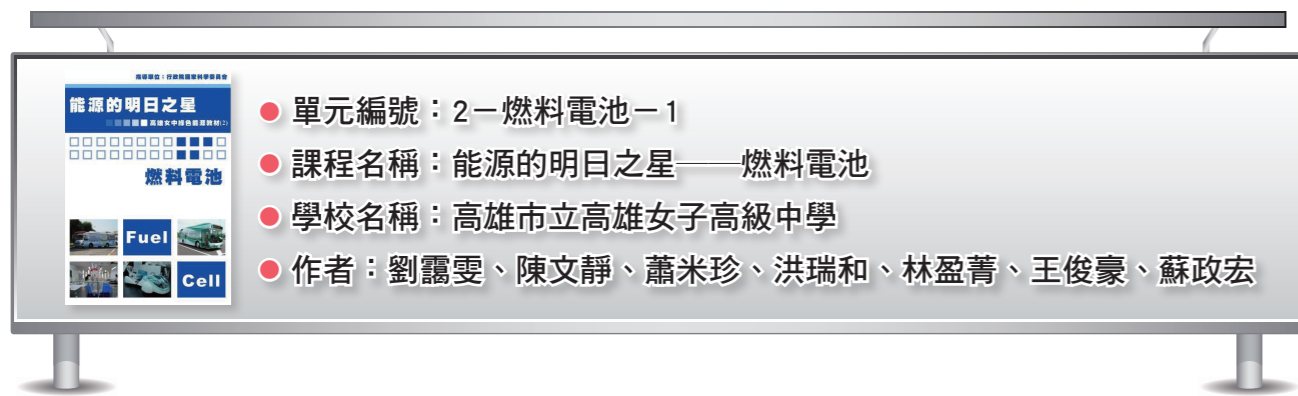 指導單位：行政院國家科學委員會
能源的明日之星
高雄女中綠色能源教材(2)
燃料電池
Fuel
Cell
● 單元編號：2－燃料電池－1
● 課程名稱：能源的明日之星──燃料電池
● 學校名稱：高雄市立高雄女子高級中學
● 作者：劉靄雯、陳文靜、蕭米珍、洪瑞和、林盈菁、王俊豪、蘇政宏